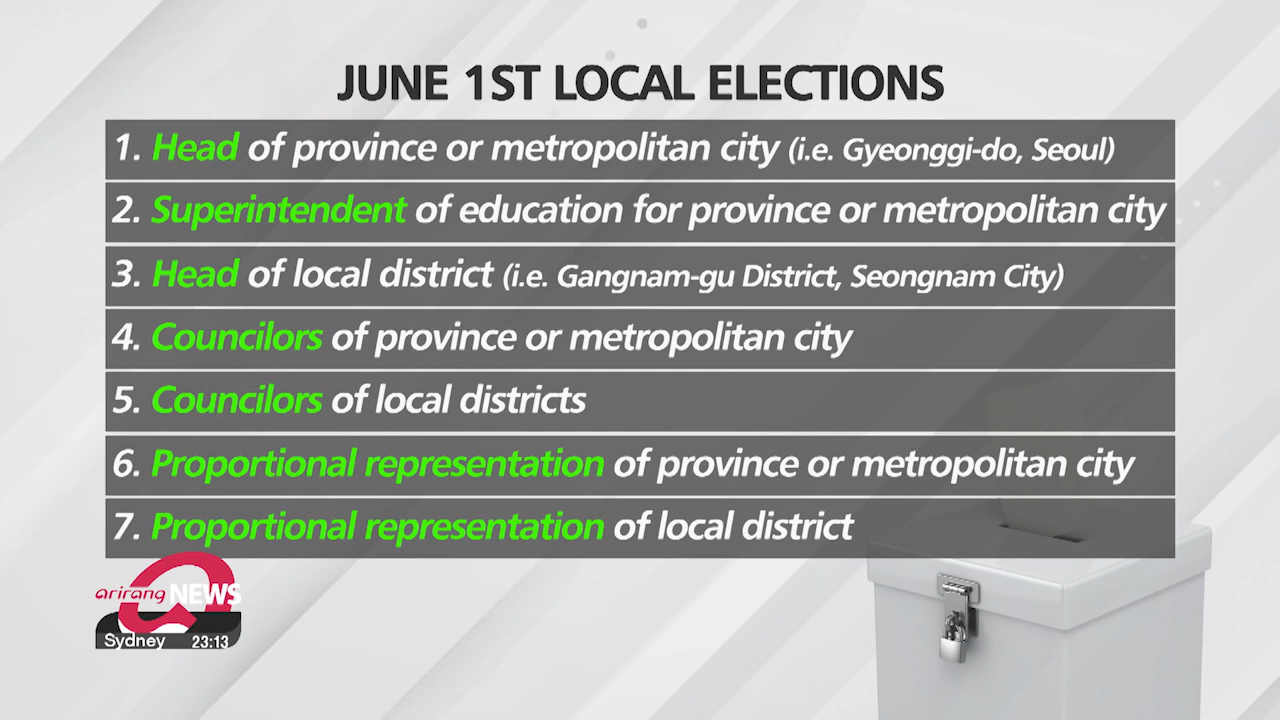 JUNE 1ST LOCAL ELECTIONS
1. Head of province or metropolitan city (i.e. Gyeonggi-do, Seoul)
2. Superintendent of education for province or metropolitan city
3. Head of local district (i.e. Gangnam-gu District, Seongnam City)
4. Councilors of province or metropolitan city
5. Councilors of local districts
6. Proportional representation of province or metropolitan city
7. Proportional representation of local district
arirang NEWS
Sydney 23:13